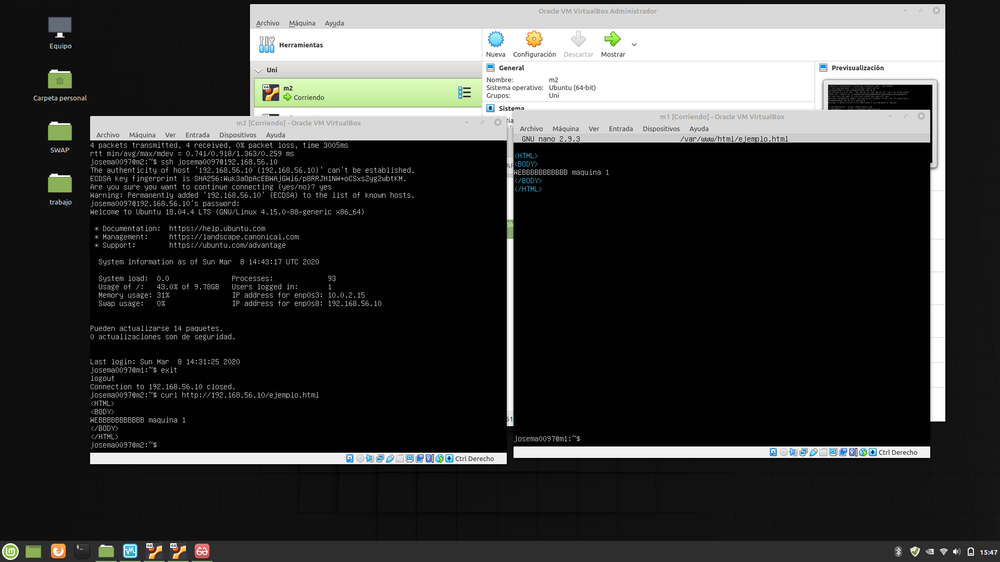 Equipo
Carpeta personal
SWAP
trabajo
Oracle VM VirtualBox Administrador
Archivo Máquina Ayuda
Herramientas
Nueva Configuración Descartar Mostrar
Uni
64 m2
Corriendo
General
Nombre: m2
Sistema operativo: Ubuntu (64-bit)
Grupos: Uni
Sistema
Previsualización
m2 [Corriendo] - Oracle VM VirtualBox
Archivo Máquina Ver Entrada Dispositivos Ayuda
4 packets transmitted, 4 received, 0% packet loss, time 3005ms
rtt min/avg/max/mdev = 0.741/0.918/1.363/0.259 ms
josema0097@m2:~$ ssh josema0097@192.168.56.10
The authenticity of host '192.168.56.10 (192.168.56.10)' can't be established.
ECDSA key fingerprint is SHA256:Wuk3aOpAcEBWAjGWi6/p8RRJH1NW+oCSxsZyg2wbtKM.
Are you sure you want to continue connecting (yes/no)? yes
Warning: Permanently added '192.168.56.10' (ECDSA) to the list of known hosts.
josema0097@192.168.56.10's password:
Welcome to Ubuntu 18.04.4 LTS (GNU/Linux 4.15.0-88-generic x86_64)
* Documentation: https://help.ubuntu.com
* Management: https://landscape.canonical.com
* Support: https://ubuntu.com/advantage
System information as of Sun Mar 8 14:43:17 UTC 2020
System load: 0.0 Processes: 93
Usage of /: 43.0% of 9.78GB Users logged in: 1
Memory usage: 31% IP address for enp0s3: 10.0.2.15
Swap usage: 0% IP address for enp0s8: 192.168.56.10
Pueden actualizarse 14 paquetes.
0 actualizaciones son de seguridad.
Last login: Sun Mar 8 14:31:25 2020
josema0097@m1:~$ exit
logout
Connection to 192.168.56.10 closed.
josema0097@m2:~$ curl http://192.168.56.10/ejemplo.html
<HTML>
<BODY>
WEBBBBBBBBBBB maquina 1
</BODY>
</HTML>
josema0097@m2:~$
Ctrl Derecho
m1 [Corriendo] - Oracle VM VirtualBox
Archivo Máquina Ver Entrada Dispositivos Ayuda
GNU nano 2.9.3 /var/www/html/ejemplo.html
<HTML>
<BODY>
WEBBBBBBBBBBB maquina 1
</BODY>
</HTML>
josema0097@m1:~$
Ctrl Derecho
64
64
15:47